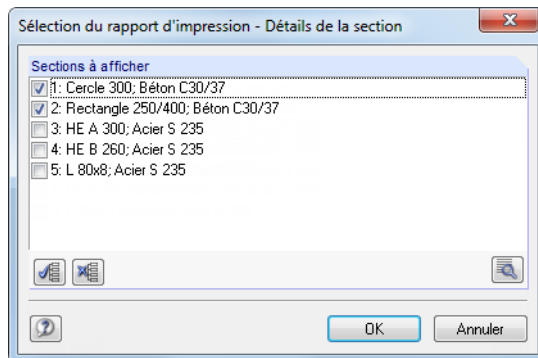 Sélection du rapport d'impression - Détails de la section
Sections à afficher
1: Cercle 300; Béton C30/37
2: Rectangle 250/400; Béton C30/37
3: HE A 300; Acier S 235
4: HE B 260; Acier S 235
5: L 80x8; Acier S 235
OK
Annuler